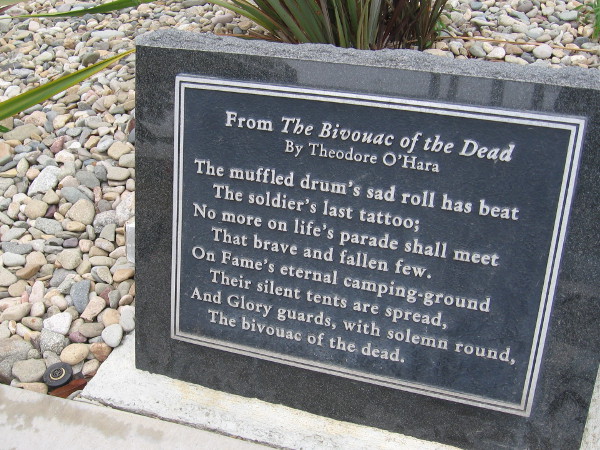 From The Bivouac of the Dead
By Theodore O'Hara
The muffled drum's sad roll has beat
The soldier's last tattoo;
No more on life's parade shall meet
That brave and fallen few.
On Fame's eternal camping-ground
Their silent tents are spread,
And Glory guards, with solemn round,
The bivouac of the dead.